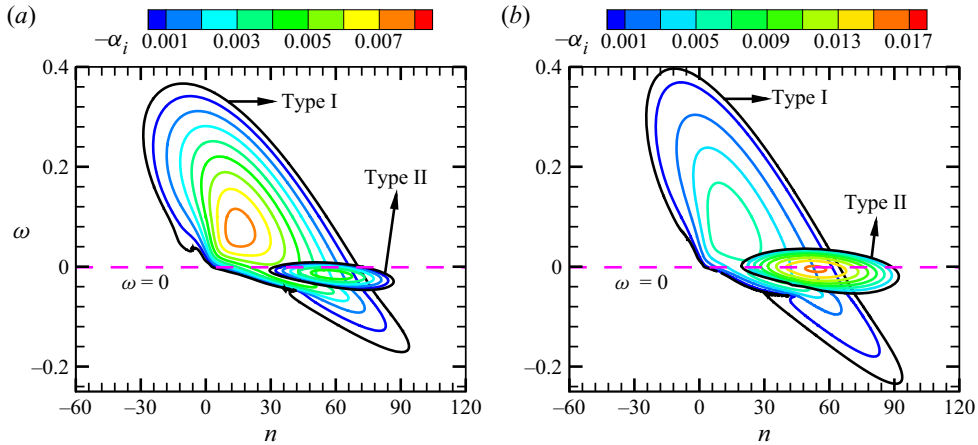 (a)
−αi 0.001 0.003 0.005 0.007
0.4
0.2
0
−0.2
ω
Type I
Type II
ω = 0
−60 −30 0 30 60 90 120
n
(b)
−αi 0.001 0.005 0.009 0.013 0.017
0.4
0.2
0
−0.2
Type I
Type II
ω = 0
−60 −30 0 30 60 90 120
n